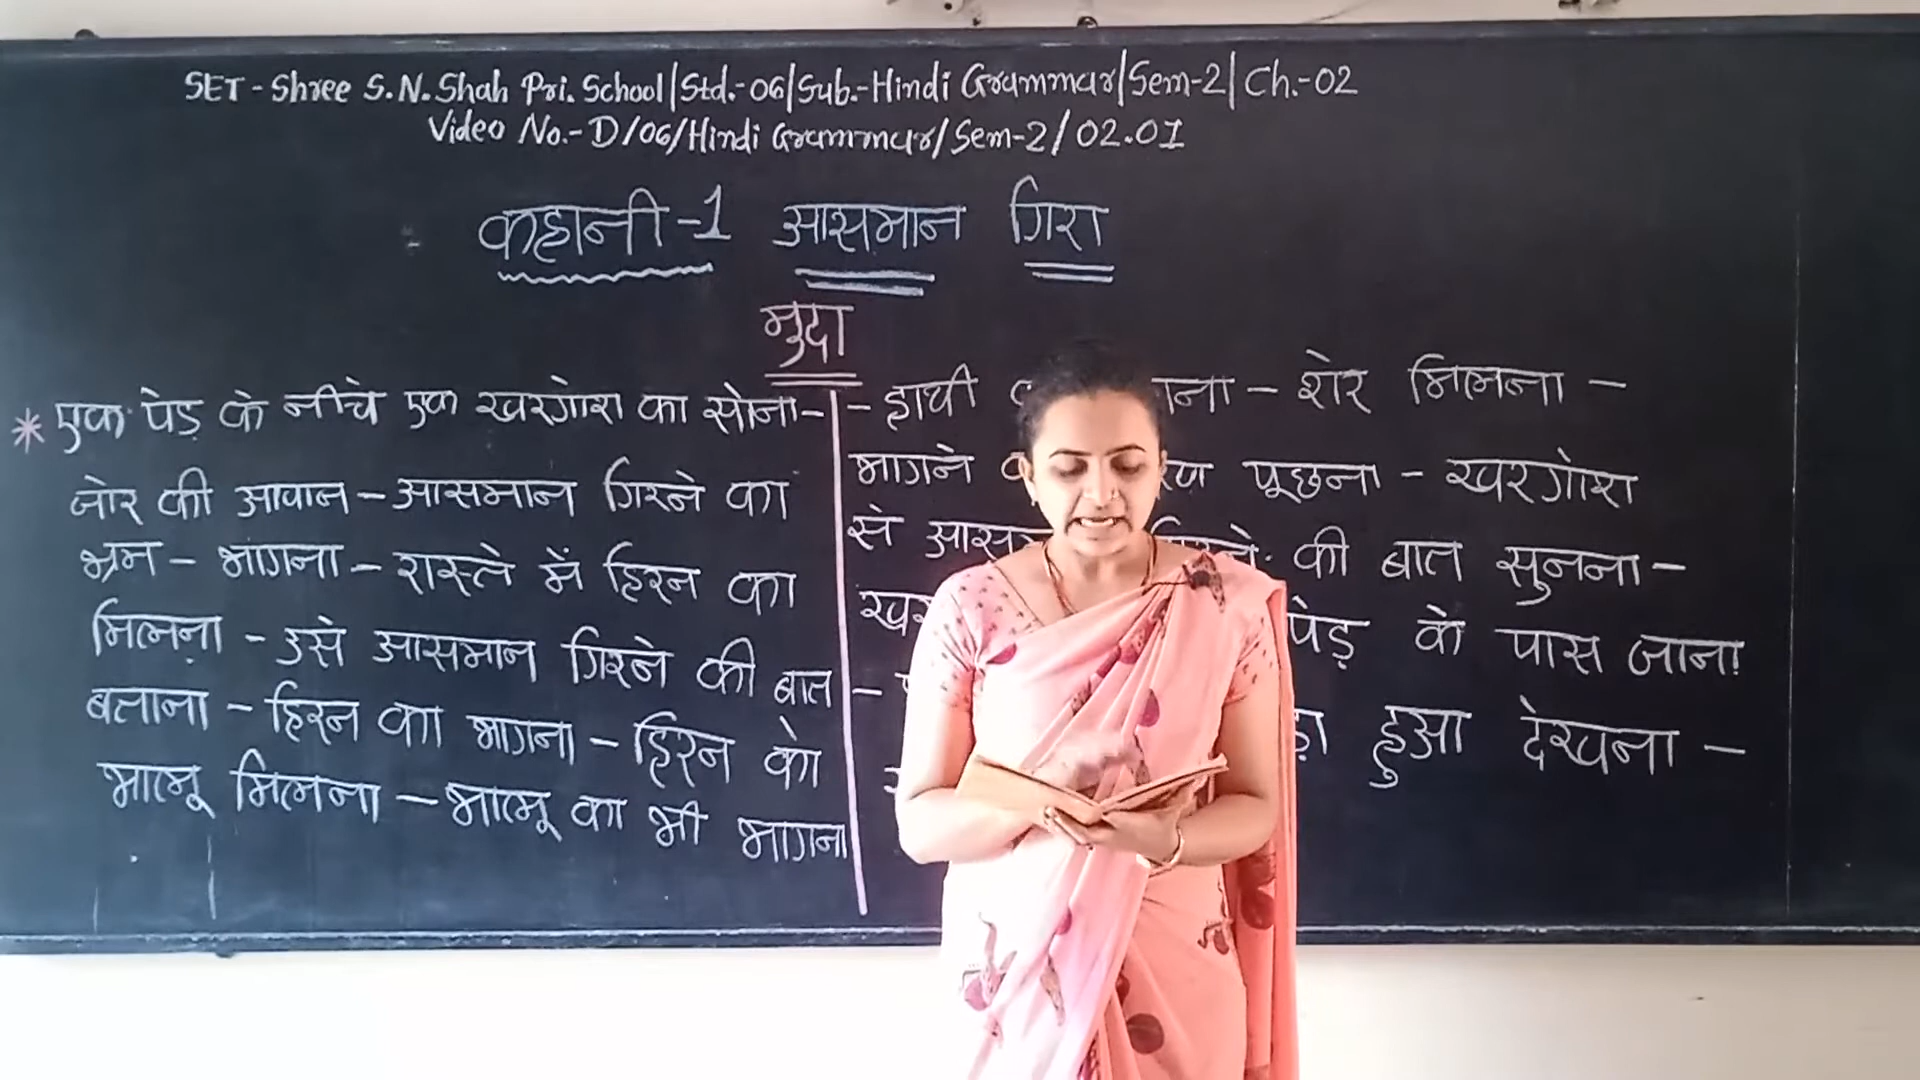 SET - Shree S.N. Shah Pri. School|Std.-06|Sub.-Hindi Grammar|Sem-2|Ch.-02
Video No.- D/06/Hindi Grammar/Sem-2/02.01
कहानी-1 आसमान गिरा
मुद्दा
* एक पेड़ के नीचे एक खरगोश का सोना-
जोर की आवाज - आसमान गिरने का
भ्रम - भागना - रास्ते में हिरन का
मिलना - उसे आसमान गिरने की बात
बताना - हिरन का भागना - हिरन को
भालू मिलना - भालू का भी भागना
- हाथी - शेर मिलना -
भागने पूछना - खरगोश
से की बात सुनना -
पेड़ के पास जाना
- हुआ देखना -